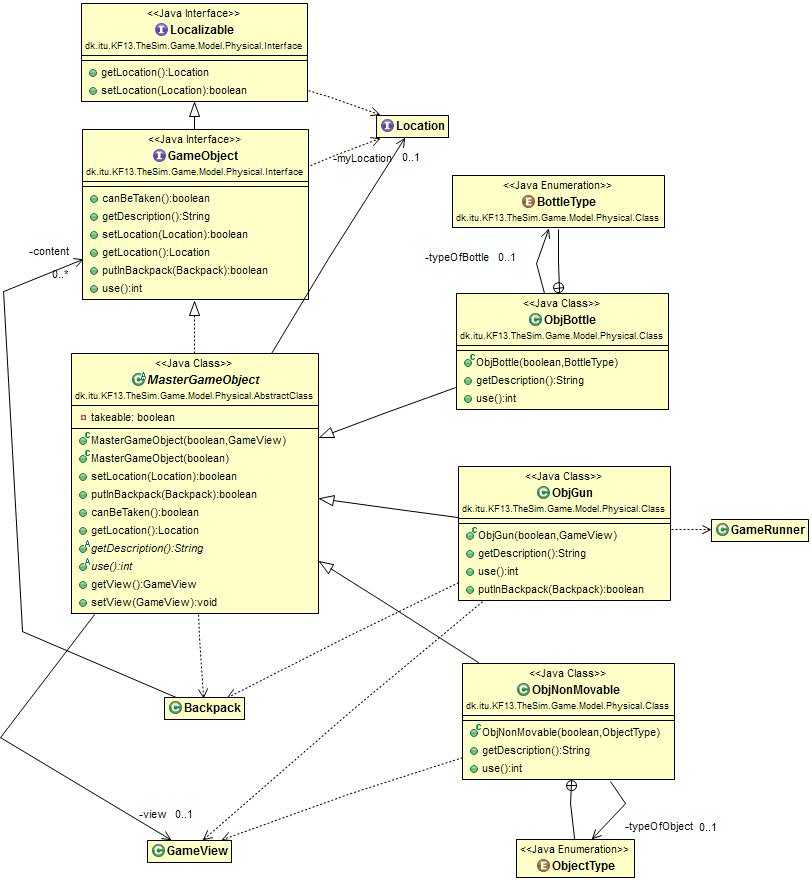 <<Java Interface>>
Localizable
dk.itu.KF13.TheSim.Game.Model.Physical.Interface
getLocation():Location
setLocation(Location):boolean
Location
-myLocation 0..1
<<Java Interface>>
GameObject
dk.itu.KF13.TheSim.Game.Model.Physical.Interface
canBeTaken():boolean
getDescription():String
setLocation(Location):boolean
getLocation():Location
putInBackpack(Backpack):boolean
use():int
-content
0..*
<<Java Enumeration>>
BottleType
dk.itu.KF13.TheSim.Game.Model.Physical.Class
-typeOfBottle 0..1
<<Java Class>>
ObjBottle
dk.itu.KF13.TheSim.Game.Model.Physical.Class
ObjBottle(boolean,BottleType)
getDescription():String
use():int
<<Java Class>>
MasterGameObject
dk.itu.KF13.TheSim.Game.Model.Physical.AbstractClass
takeable: boolean
MasterGameObject(boolean,GameView)
MasterGameObject(boolean)
setLocation(Location):boolean
putInBackpack(Backpack):boolean
canBeTaken():boolean
getLocation():Location
getDescription():String
use():int
getView():GameView
setView(GameView):void
<<Java Class>>
ObjGun
dk.itu.KF13.TheSim.Game.Model.Physical.Class
ObjGun(boolean,GameView)
getDescription():String
use():int
putInBackpack(Backpack):boolean
GameRunner
Backpack
<<Java Class>>
ObjNonMovable
dk.itu.KF13.TheSim.Game.Model.Physical.Class
ObjNonMovable(boolean,ObjectType)
getDescription():String
use():int
-view 0..1
GameView
-typeOfObject 0..1
<<Java Enumeration>>
ObjectType